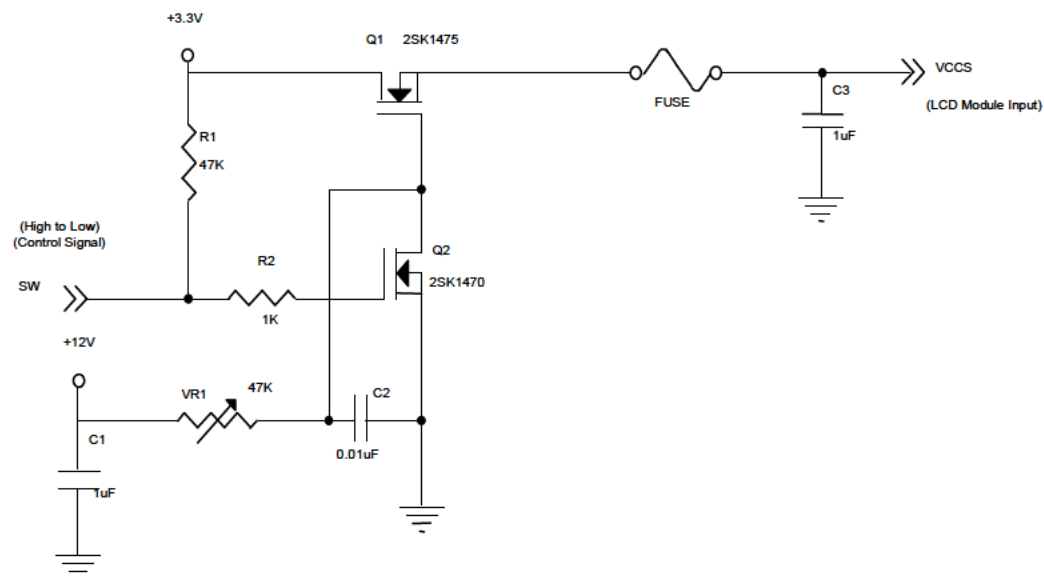 +3.3V
Q1 2SK1475
VCCS
FUSE
C3
(LCD Module Input)
1uF
R1
47K
(High to Low)
(Control Signal)
SW
R2
1K
Q2
2SK1470
+12V
VR1
47K
C2
0.01uF
C1
1uF